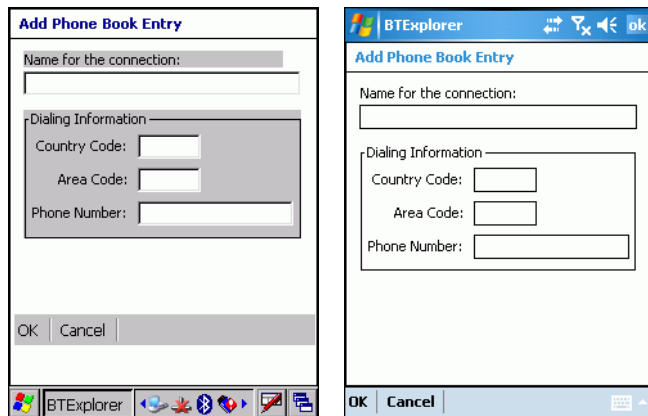 Add Phone Book Entry
Name for the connection:
Dialing Information
Country Code:
Area Code:
Phone Number:
OK Cancel
BTExplorer
BTExplorer ok
Add Phone Book Entry
Name for the connection:
Dialing Information
Country Code:
Area Code:
Phone Number:
OK Cancel